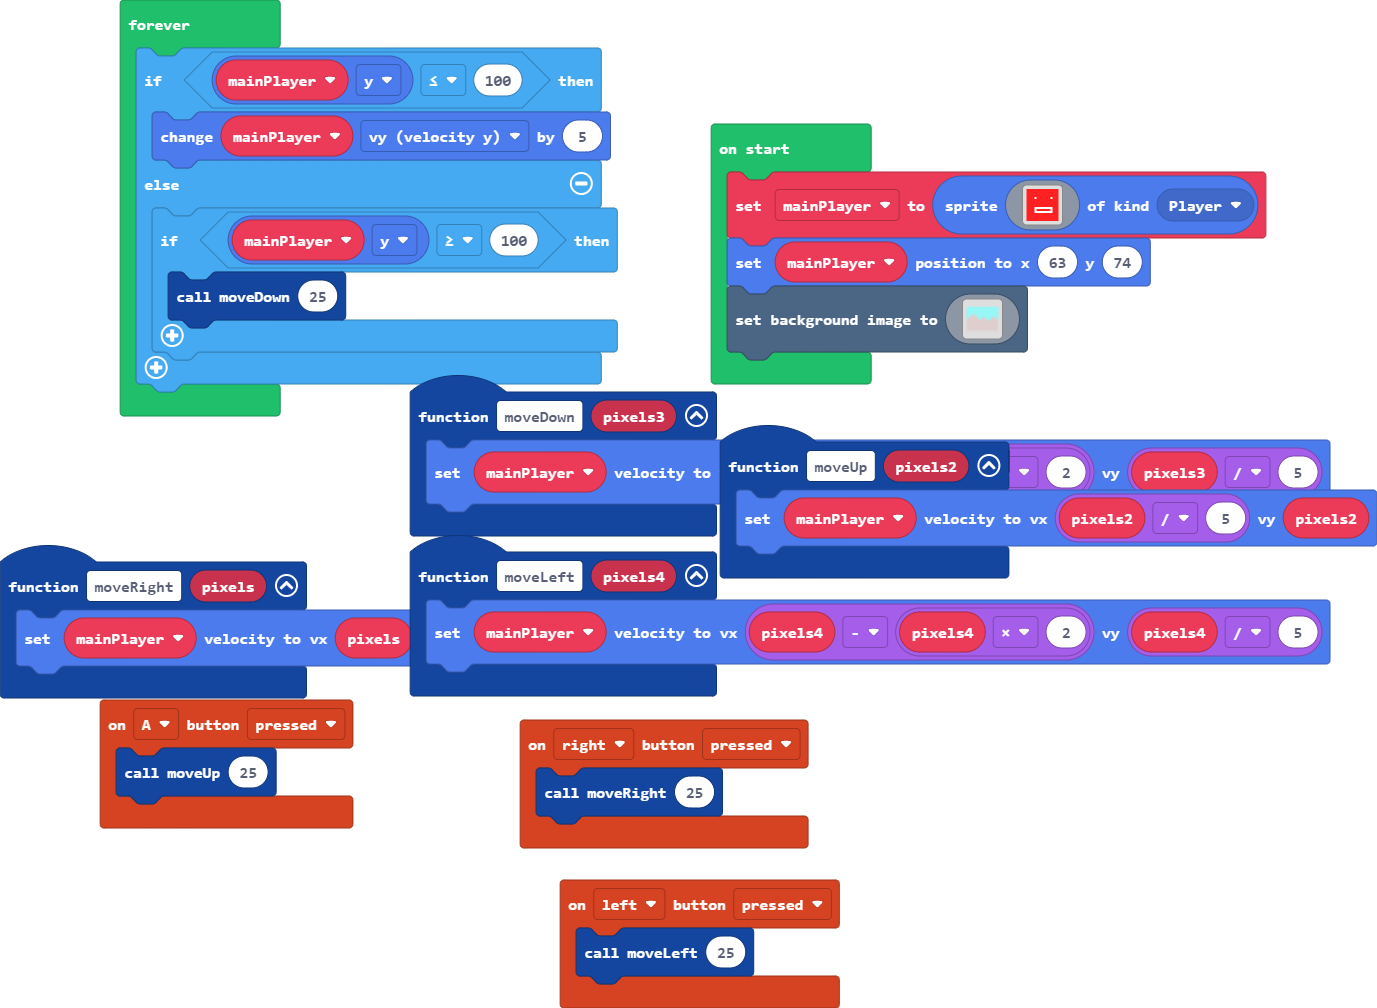 forever
if mainPlayer y ≤ 100 then
change mainPlayer vy (velocity y) by 5
else
if mainPlayer y ≥ 100 then
call moveDown 25
on start
set mainPlayer to sprite of kind Player
set mainPlayer position to x 63 y 74
set background image to
function moveDown pixels3
set mainPlayer velocity to 2 vy pixels3 / 5
function moveUp pixels2
set mainPlayer velocity to vx pixels2 / 5 vy pixels2
function moveRight pixels
set mainPlayer velocity to vx pixels
function moveLeft pixels4
set mainPlayer velocity to vx pixels4 - pixels4 × 2 vy pixels4 / 5
on A button pressed
call moveUp 25
on right button pressed
call moveRight 25
on left button pressed
call moveLeft 25